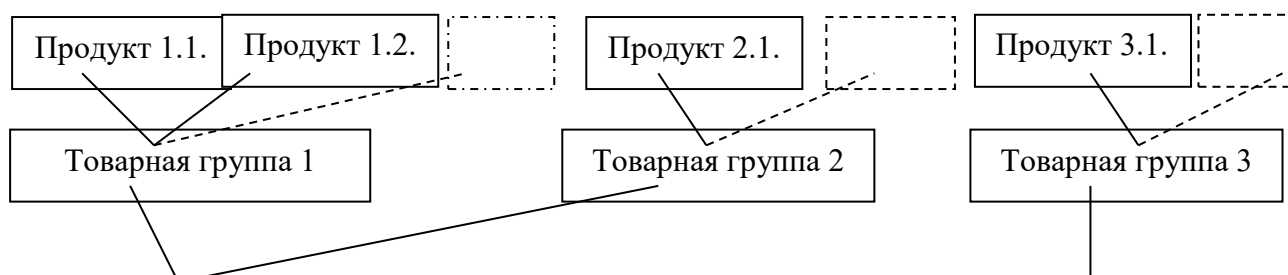 Продукт 1.1. Продукт 1.2. Продукт 2.1. Продукт 3.1.
Товарная группа 1 Товарная группа 2 Товарная группа 3